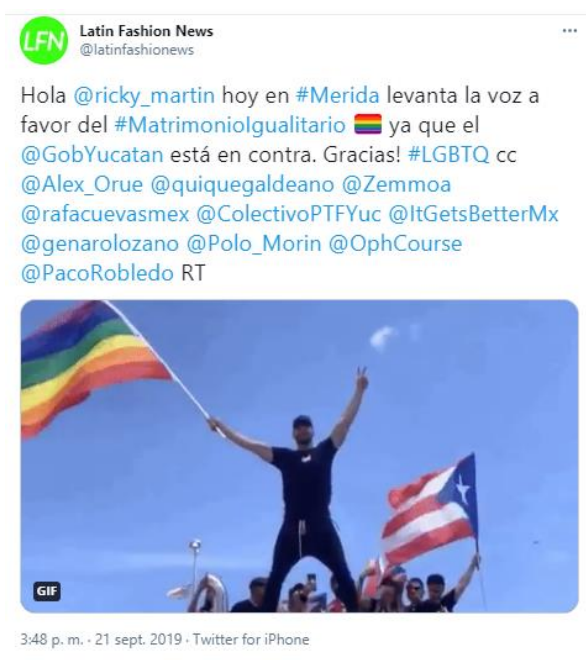 LFN
Latin Fashion News
@latinfashionews
Hola @ricky_martin hoy en #Merida levanta la voz a
favor del #MatrimonioIgualitario 🏳️‍🌈 ya que el
@GobYucatan está en contra. Gracias! #LGBTQ cc
@Alex_Orue @quiquegaldeano @Zemmoa
@rafacuevasmex @ColectivoPTFYuc @ItGetsBetterMx
@genarolozano @Polo_Morin @OphCourse
@PacoRobledo RT
GIF
3:48 p. m. · 21 sept. 2019 · Twitter for iPhone